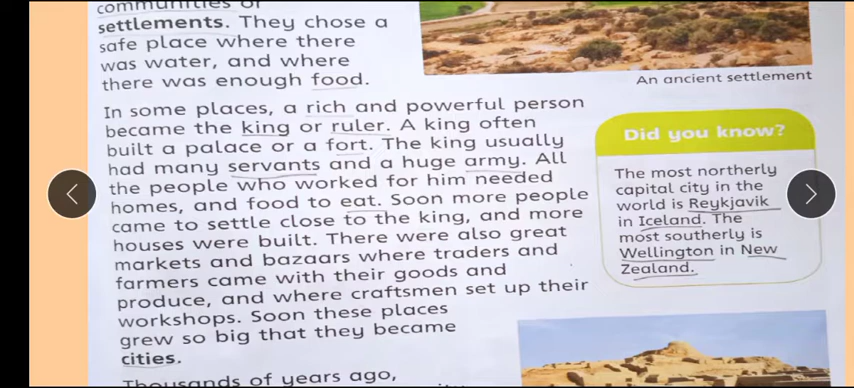 communities or
settlements. They chose a
safe place where there
was water, and where
there was enough food.
An ancient settlement
In some places, a rich and powerful person
became the king or ruler. A king often
built a palace or a fort. The king usually
had many servants and a huge army. All
the people who worked for him needed
homes, and food to eat. Soon more people
came to settle close to the king, and more
houses were built. There were also great
markets and bazaars where traders and
farmers came with their goods and
produce, and where craftsmen set up their
workshops. Soon these places
grew so big that they became
cities.
Did you know?
The most northerly
capital city in the
world is Reykjavik
in Iceland. The
most southerly is
Wellington in New
Zealand.
Thousands of years ago,